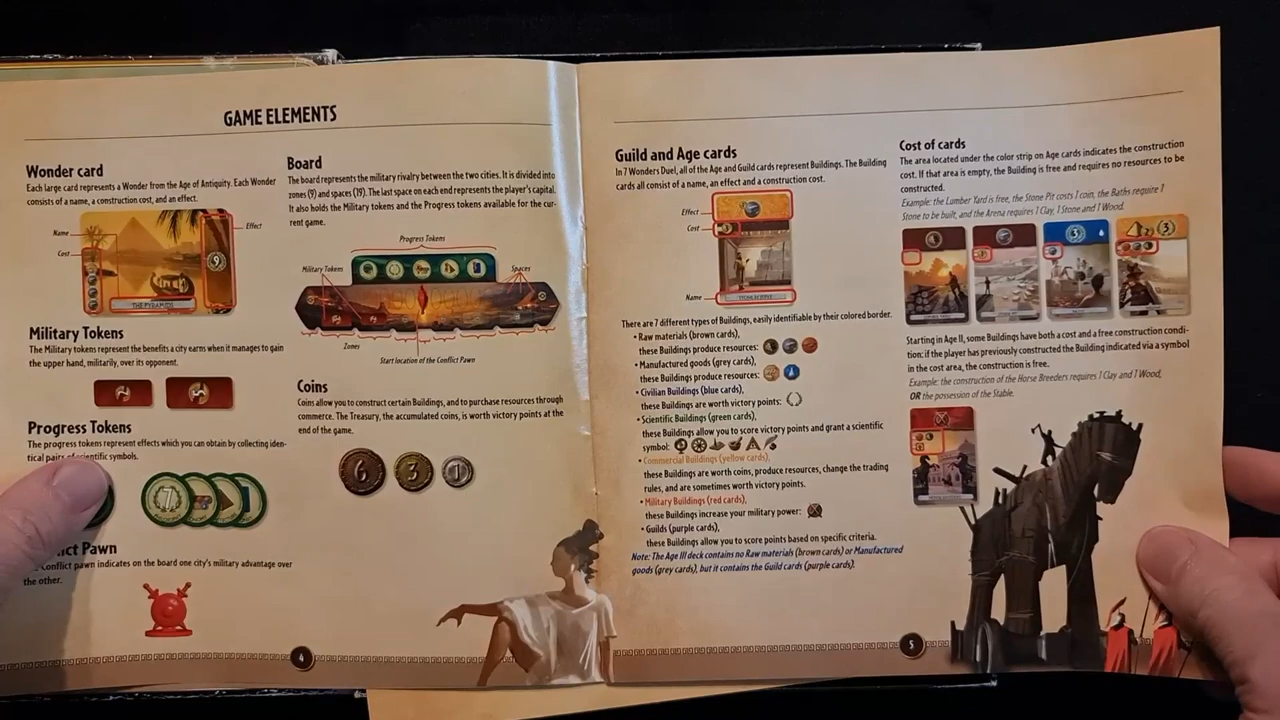 GAME ELEMENTS
Wonder card
Each large card represents a Wonder from the Age of Antiquity. Each Wonder
consists of a name, a construction cost, and an effect.
Name
Cost
Effect
9
THE PYRAMIDS
Military Tokens
The Military tokens represent the benefits a city earns when it manages to gain
the upper hand, militarily, over its opponent.
Progress Tokens
The progress tokens represent effects which you can obtain by collecting iden-
tical pairs of scientific symbols.
7
Pawn
Conflict pawn indicates on the board one city's military advantage over
the other.
4
Board
The board represents the military rivalry between the two cities. It is divided into
zones (9) and spaces (19). The last space on each end represents the player's capital.
It also holds the Military tokens and the Progress tokens available for the cur-
rent game.
Progress Tokens
Military Tokens
Spaces
Zones
Start location of the Conflict Pawn
Coins
Coins allow you to construct certain Buildings, and to purchase resources through
commerce. The Treasury, the accumulated coins, is worth victory points at the
end of the game.
6 3 1
Guild and Age cards
In 7 Wonders Duel, all of the Age and Guild cards represent Buildings. The Building
cards all consist of a name, an effect and a construction cost.
Effect
Cost
Name
There are 7 different types of Buildings, easily identifiable by their colored border.
• Raw materials (brown cards),
these Buildings produce resources:
• Manufactured goods (grey cards),
these Buildings produce resources:
• Civilian Buildings (blue cards),
these Buildings are worth victory points:
• Scientific Buildings (green cards),
these Buildings allow you to score victory points and grant a scientific
symbol:
• Commercial Buildings (yellow cards),
these Buildings are worth coins, produce resources, change the trading
rules, and are sometimes worth victory points.
• Military Buildings (red cards),
these Buildings increase your military power:
• Guilds (purple cards),
these Buildings allow you to score points based on specific criteria.
Note: The Age III deck contains no Raw materials (brown cards) or Manufactured
goods (grey cards), but it contains the Guild cards (purple cards).
Cost of cards
The area located under the color strip on Age cards indicates the construction
cost. If that area is empty, the Building is free and requires no resources to be
constructed.
Example: the Lumber Yard is free, the Stone Pit costs 1 coin, the Baths require 1
Stone to be built, and the Arena requires 1 Clay, 1 Stone and 1 Wood.
3
2 3
Starting in Age II, some Buildings have both a cost and a free construction condi-
tion: if the player has previously constructed the Building indicated via a symbol
in the cost area, the construction is free.
Example: the construction of the Horse Breeders requires 1 Clay and 1 Wood,
OR the possession of the Stable.
5